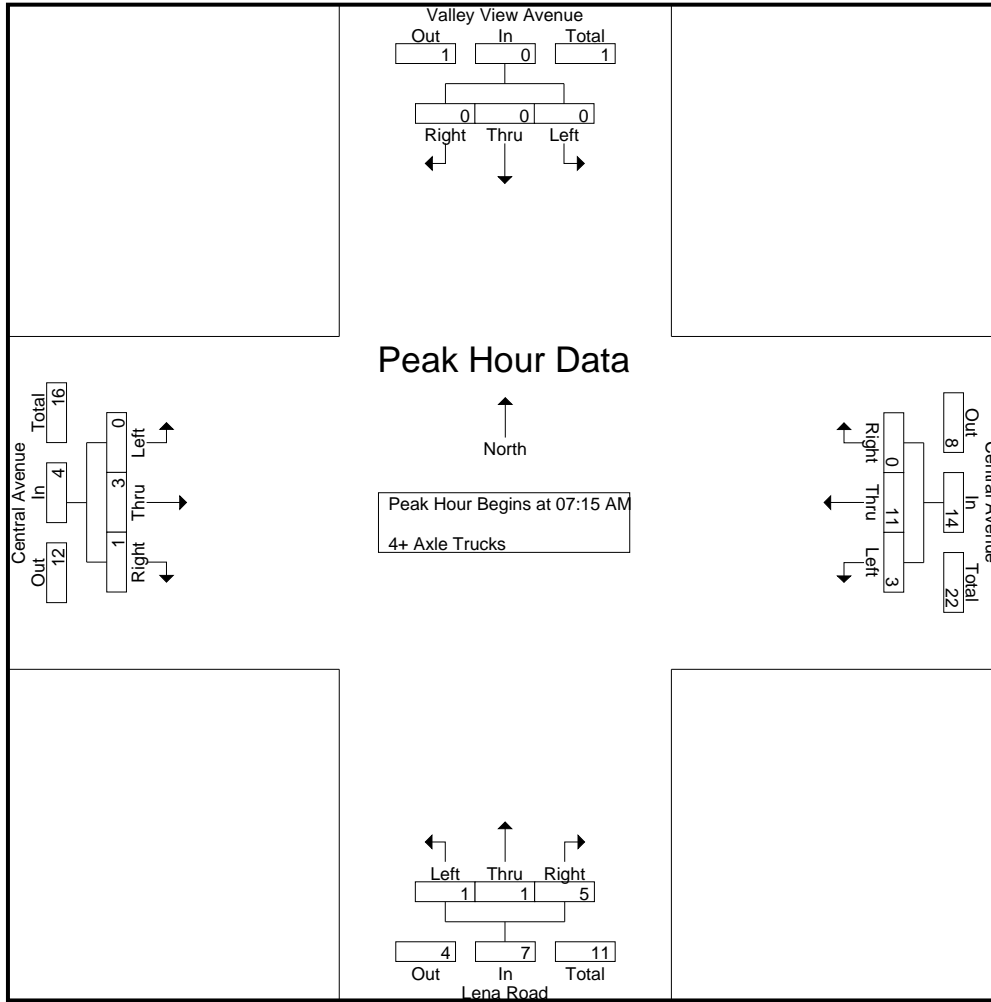 Valley View Avenue
Out In Total
1 0 1
0 0 0
Right Thru Left
Peak Hour Data
North
Peak Hour Begins at 07:15 AM
4+ Axle Trucks
Central Avenue
Out In Total
12 4 16
Right Thru Left
1 3 0
Central Avenue
Out In Total
8 14 22
Right Thru Left
0 11 3
Left Thru Right
1 1 5
4 7 11
Out In Total
Lena Road